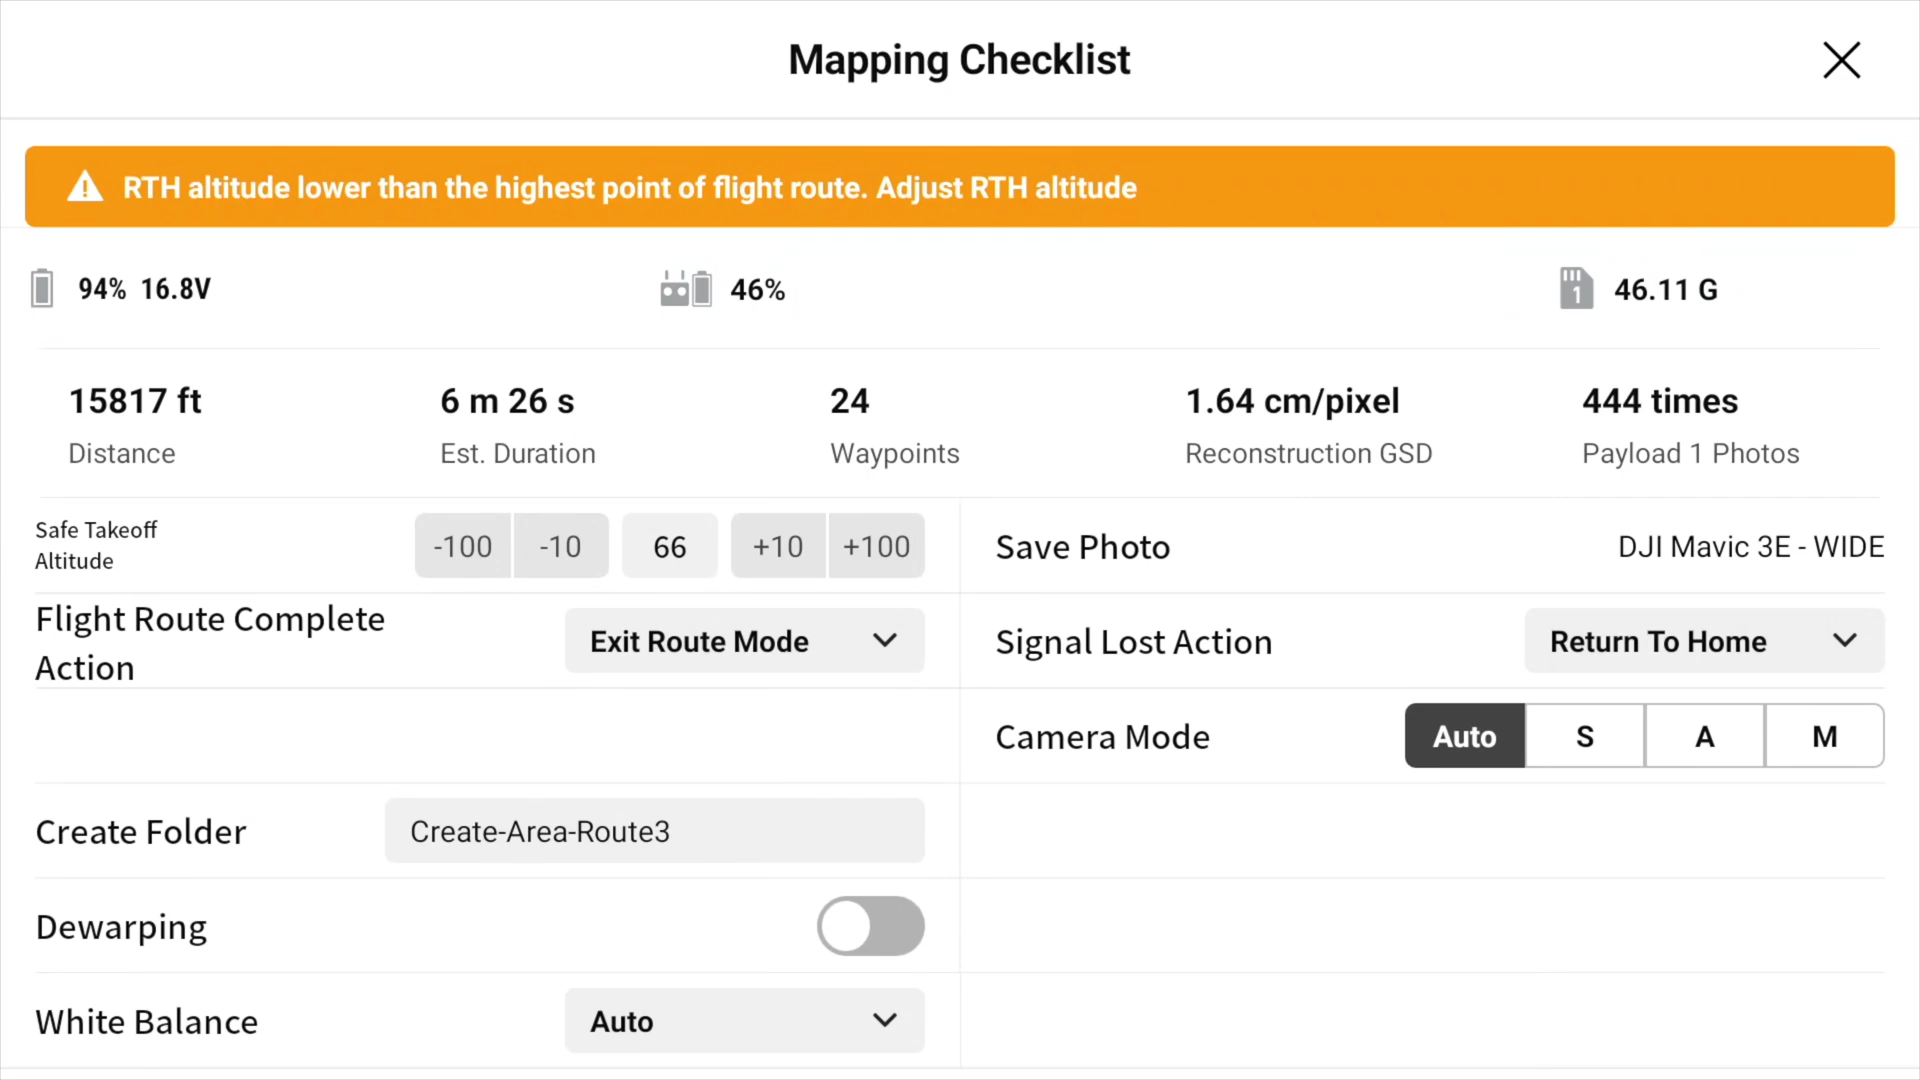 Mapping Checklist
RTH altitude lower than the highest point of flight route. Adjust RTH altitude
94% 16.8V
46%
1
46.11 G
15817 ft
6 m 26 s
24
1.64 cm/pixel
444 times
Distance
Est. Duration
Waypoints
Reconstruction GSD
Payload 1 Photos
Safe Takeoff
Altitude
-100
-10
66
+10
+100
Save Photo
DJI Mavic 3E - WIDE
Flight Route Complete
Action
Exit Route Mode
Signal Lost Action
Return To Home
Camera Mode
Auto
S
A
M
Create Folder
Create-Area-Route3
Dewarping
White Balance
Auto